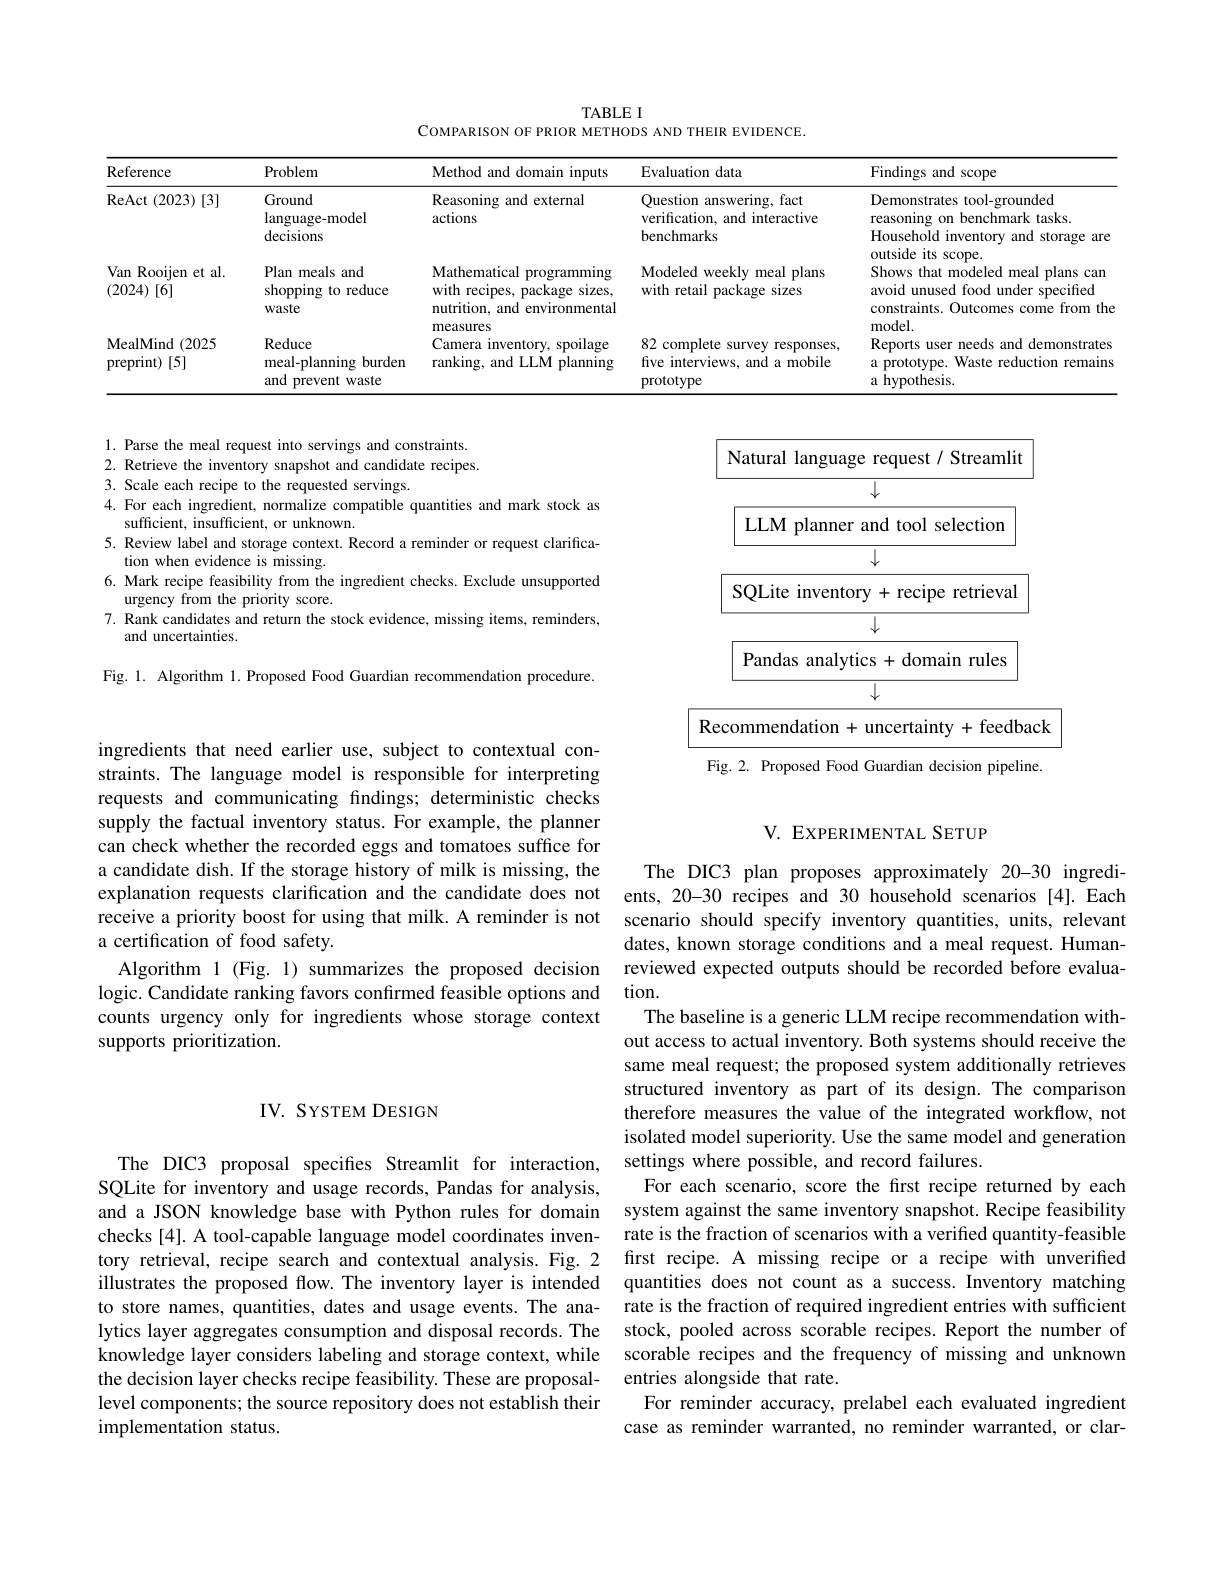 TABLE I
COMPARISON OF PRIOR METHODS AND THEIR EVIDENCE.
Reference Problem Method and domain inputs Evaluation data Findings and scope
ReAct (2023) [3] Ground Reasoning and external Question answering, fact Demonstrates tool-grounded
language-model actions verification, and interactive reasoning on benchmark tasks.
decisions benchmarks Household inventory and storage are
outside its scope.
Van Rooijen et al. Plan meals and Mathematical programming Modeled weekly meal plans Shows that modeled meal plans can
(2024) [6] shopping to reduce with recipes, package sizes, with retail package sizes avoid unused food under specified
waste nutrition, and environmental constraints. Outcomes come from the
measures model.
MealMind (2025 Reduce Camera inventory, spoilage 82 complete survey responses, Reports user needs and demonstrates
preprint) [5] meal-planning burden ranking, and LLM planning five interviews, and a mobile a prototype. Waste reduction remains
and prevent waste prototype a hypothesis.
1. Parse the meal request into servings and constraints.
2. Retrieve the inventory snapshot and candidate recipes.
3. Scale each recipe to the requested servings.
4. For each ingredient, normalize compatible quantities and mark stock as
sufficient, insufficient, or unknown.
5. Review label and storage context. Record a reminder or request clarifica-
tion when evidence is missing.
6. Mark recipe feasibility from the ingredient checks. Exclude unsupported
urgency from the priority score.
7. Rank candidates and return the stock evidence, missing items, reminders,
and uncertainties.
Fig. 1. Algorithm 1. Proposed Food Guardian recommendation procedure.
ingredients that need earlier use, subject to contextual con-
straints. The language model is responsible for interpreting
requests and communicating findings; deterministic checks
supply the factual inventory status. For example, the planner
can check whether the recorded eggs and tomatoes suffice for
a candidate dish. If the storage history of milk is missing, the
explanation requests clarification and the candidate does not
receive a priority boost for using that milk. A reminder is not
a certification of food safety.
Algorithm 1 (Fig. 1) summarizes the proposed decision
logic. Candidate ranking favors confirmed feasible options and
counts urgency only for ingredients whose storage context
supports prioritization.
IV. SYSTEM DESIGN
The DIC3 proposal specifies Streamlit for interaction,
SQLite for inventory and usage records, Pandas for analysis,
and a JSON knowledge base with Python rules for domain
checks [4]. A tool-capable language model coordinates inven-
tory retrieval, recipe search and contextual analysis. Fig. 2
illustrates the proposed flow. The inventory layer is intended
to store names, quantities, dates and usage events. The ana-
lytics layer aggregates consumption and disposal records. The
knowledge layer considers labeling and storage context, while
the decision layer checks recipe feasibility. These are proposal-
level components; the source repository does not establish their
implementation status.
Natural language request / Streamlit
↓
LLM planner and tool selection
↓
SQLite inventory + recipe retrieval
↓
Pandas analytics + domain rules
↓
Recommendation + uncertainty + feedback
Fig. 2. Proposed Food Guardian decision pipeline.
V. EXPERIMENTAL SETUP
The DIC3 plan proposes approximately 20–30 ingredi-
ents, 20–30 recipes and 30 household scenarios [4]. Each
scenario should specify inventory quantities, units, relevant
dates, known storage conditions and a meal request. Human-
reviewed expected outputs should be recorded before evalua-
tion.
The baseline is a generic LLM recipe recommendation with-
out access to actual inventory. Both systems should receive the
same meal request; the proposed system additionally retrieves
structured inventory as part of its design. The comparison
therefore measures the value of the integrated workflow, not
isolated model superiority. Use the same model and generation
settings where possible, and record failures.
For each scenario, score the first recipe returned by each
system against the same inventory snapshot. Recipe feasibility
rate is the fraction of scenarios with a verified quantity-feasible
first recipe. A missing recipe or a recipe with unverified
quantities does not count as a success. Inventory matching
rate is the fraction of required ingredient entries with sufficient
stock, pooled across scorable recipes. Report the number of
scorable recipes and the frequency of missing and unknown
entries alongside that rate.
For reminder accuracy, prelabel each evaluated ingredient
case as reminder warranted, no reminder warranted, or clar-